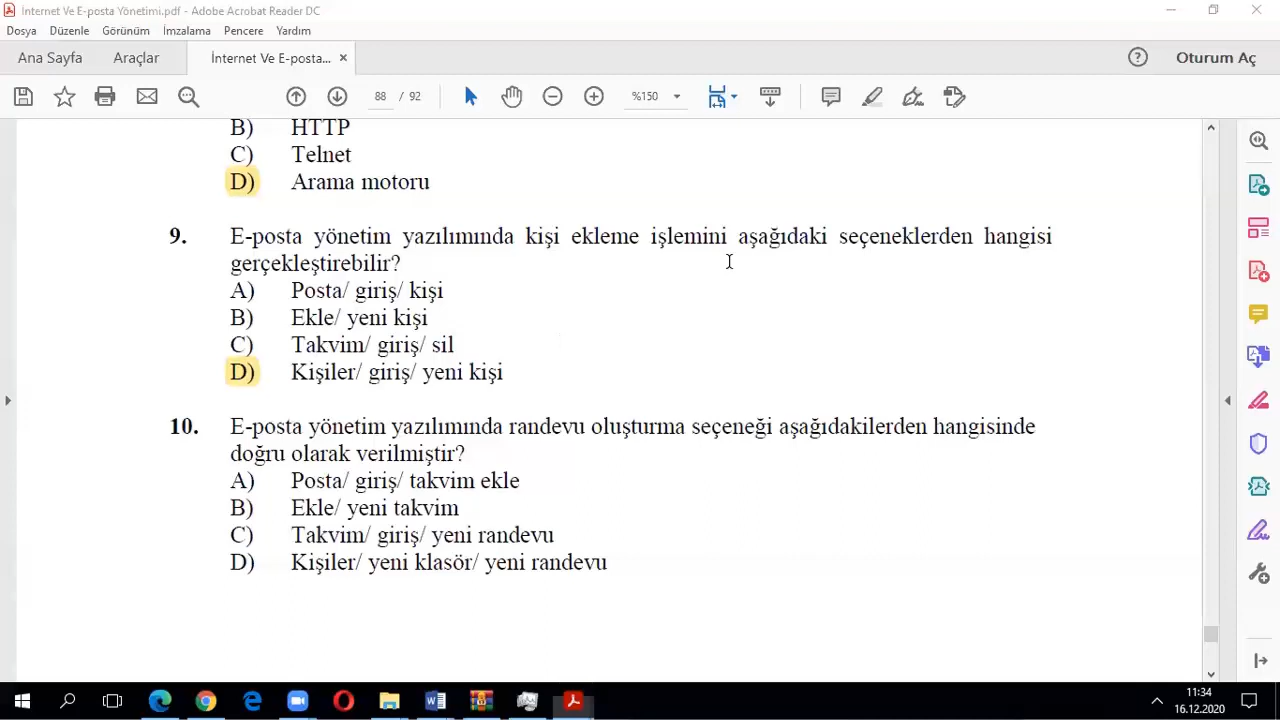 İnternet Ve E-posta Yönetimi.pdf - Adobe Acrobat Reader DC
Dosya Düzenle Görünüm İmzalama Pencere Yardım
Ana Sayfa Araçlar İnternet Ve E-posta... × Oturum Aç
88 / 92 %150
B) HTTP
C) Telnet
D) Arama motoru
9. E-posta yönetim yazılımında kişi ekleme işlemini aşağıdaki seçeneklerden hangisi
gerçekleştirebilir?
A) Posta/ giriş/ kişi
B) Ekle/ yeni kişi
C) Takvim/ giriş/ sil
D) Kişiler/ giriş/ yeni kişi
10. E-posta yönetim yazılımında randevu oluşturma seçeneği aşağıdakilerden hangisinde
doğru olarak verilmiştir?
A) Posta/ giriş/ takvim ekle
B) Ekle/ yeni takvim
C) Takvim/ giriş/ yeni randevu
D) Kişiler/ yeni klasör/ yeni randevu
11:34
16.12.2020